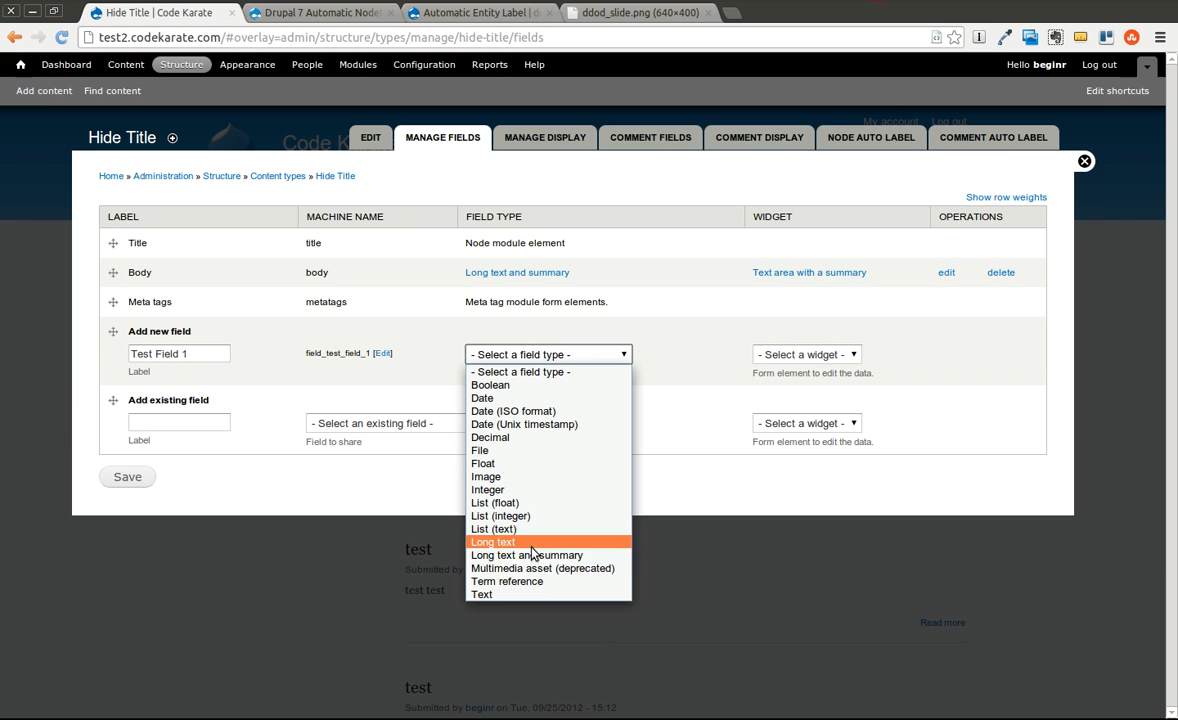 Hide Title | Code Karate
Drupal 7 Automatic Node
Automatic Entity Label | d
ddod_slide.png (640×400)
test2.codekarate.com/#overlay=admin/structure/types/manage/hide-title/fields
Dashboard Content Structure Appearance People Modules Configuration Reports Help Hello beginr Log out
Add content Find content Edit shortcuts
My account Log out
Code K
Hide Title EDIT MANAGE FIELDS MANAGE DISPLAY COMMENT FIELDS COMMENT DISPLAY NODE AUTO LABEL COMMENT AUTO LABEL
Home » Administration » Structure » Content types » Hide Title
Show row weights
LABEL MACHINE NAME FIELD TYPE WIDGET OPERATIONS
Title title Node module element
Body body Long text and summary Text area with a summary edit delete
Meta tags metatags Meta tag module form elements.
Add new field
Test Field 1 field_test_field_1 [Edit] - Select a field type - - Select a widget -
Label Form element to edit the data.
- Select a field type -
Boolean
Date
Date (ISO format)
Date (Unix timestamp)
Decimal
File
Float
Image
Integer
List (float)
List (integer)
List (text)
Long text
Long text and summary
Multimedia asset (deprecated)
Term reference
Text
Add existing field
- Select an existing field - - Select a widget -
Label Field to share Form element to edit the data.
Save
test
Submitted by
test test
Read more
test
Submitted by beginr on Tue, 09/25/2012 - 15:12